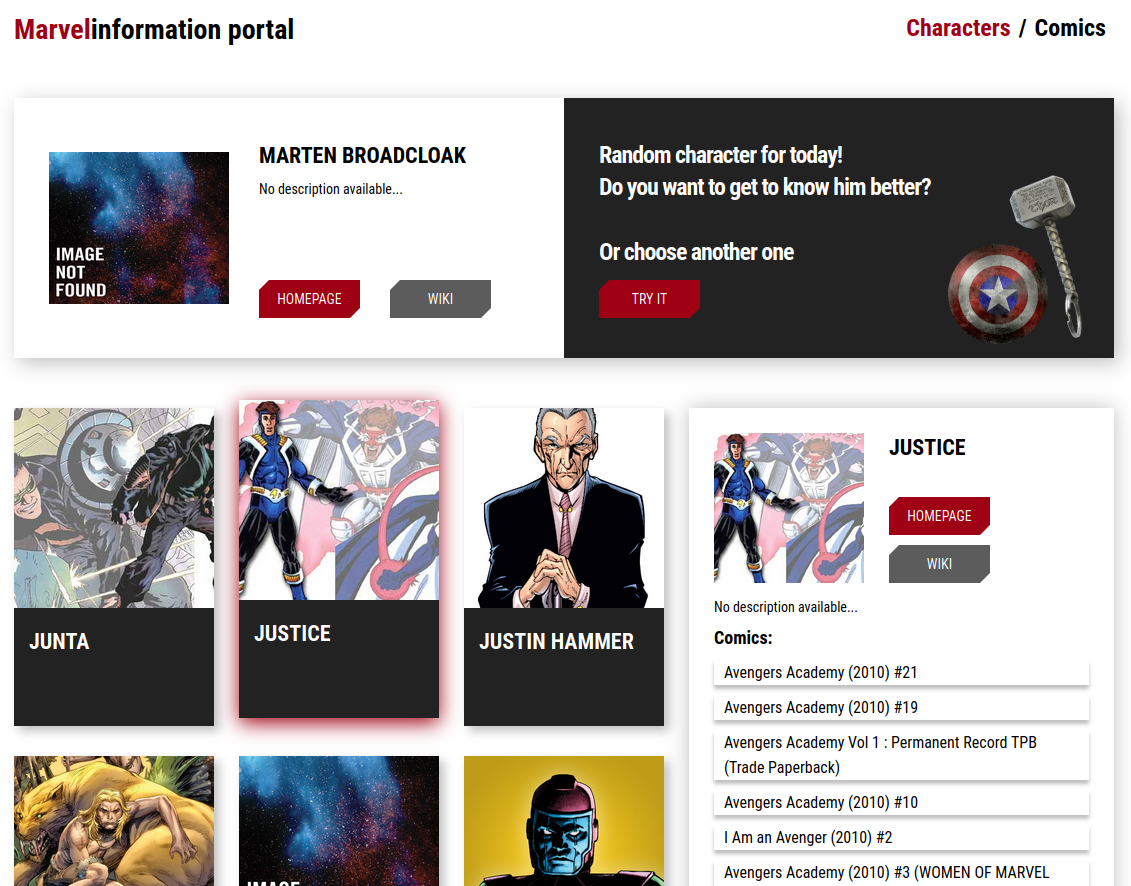 Marvel information portal
Characters / Comics
MARTEN BROADCLOAK
No description available...
IMAGE
NOT
FOUND
HOMEPAGE
WIKI
Random character for today!
Do you want to get to know him better?
Or choose another one
TRY IT
JUNTA
JUSTICE
JUSTIN HAMMER
JUSTICE
HOMEPAGE
WIKI
No description available...
Comics:
Avengers Academy (2010) #21
Avengers Academy (2010) #19
Avengers Academy Vol 1 : Permanent Record TPB
(Trade Paperback)
Avengers Academy (2010) #10
I Am an Avenger (2010) #2
Avengers Academy (2010) #3 (WOMEN OF MARVEL
IMAGE